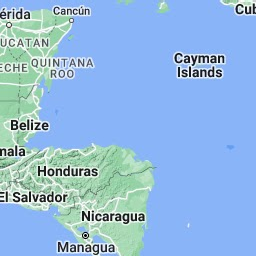 érida
Cancún
UCATAN
Cub
ECHE
QUINTANA
ROO
Cayman
Islands
Belize
mala
Honduras
El Salvador
Nicaragua
Managua